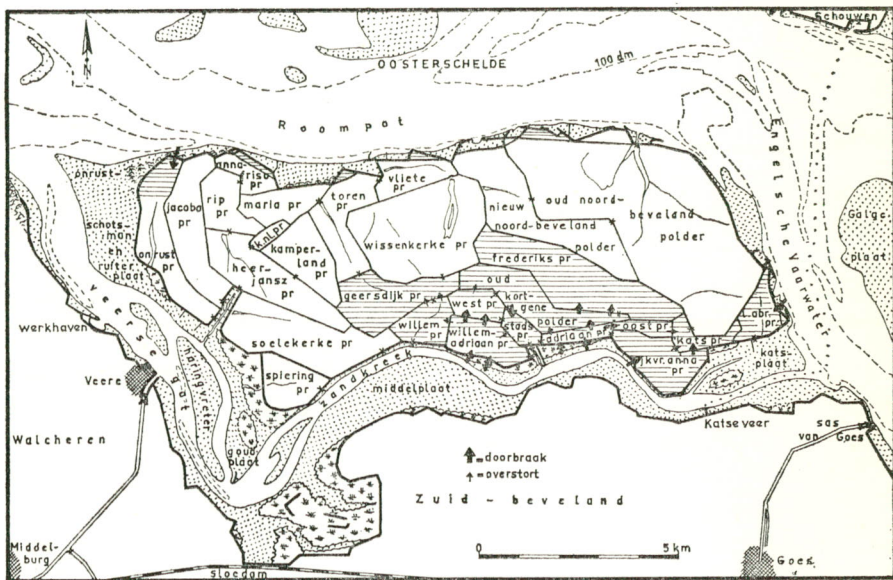 Schouwen
OOSTERSCHELDE
100 dm
N
Roompot
Engelsche Vaarwater
onrust-
schotsman
en
ruiterplaat
anna-
friso
pr
vliete
pr
jacoba
pr
rip
pr
maria pr
toren
pr
nieuw
noord-beveland
polder
oud noord-
beveland
polder
Galge
plaat
onrust
pr
kamper-
land
pr
wissenkerke pr
frederiks pr
heer-
jansz
pr
oud
geersdijk pr
west pr
kort-
gene
polder
L.abr.
pr
veerse
gat
werkhaven
willem
pr
willem-
adriaan pr
stads
pr
adriaan pr
oost pr
kats pr
soelekerke pr
kvr.anna
pr
kats-
plaat
spiering
pr
zandkreek
middelplaat
Veere
haringvreter
goud
plaat
Katseveer
sas
van
Goes
Walcheren
=doorbraak
=overstort
Zuid-beveland
Middel-
burg
0
5 km
Goes
Sloedam